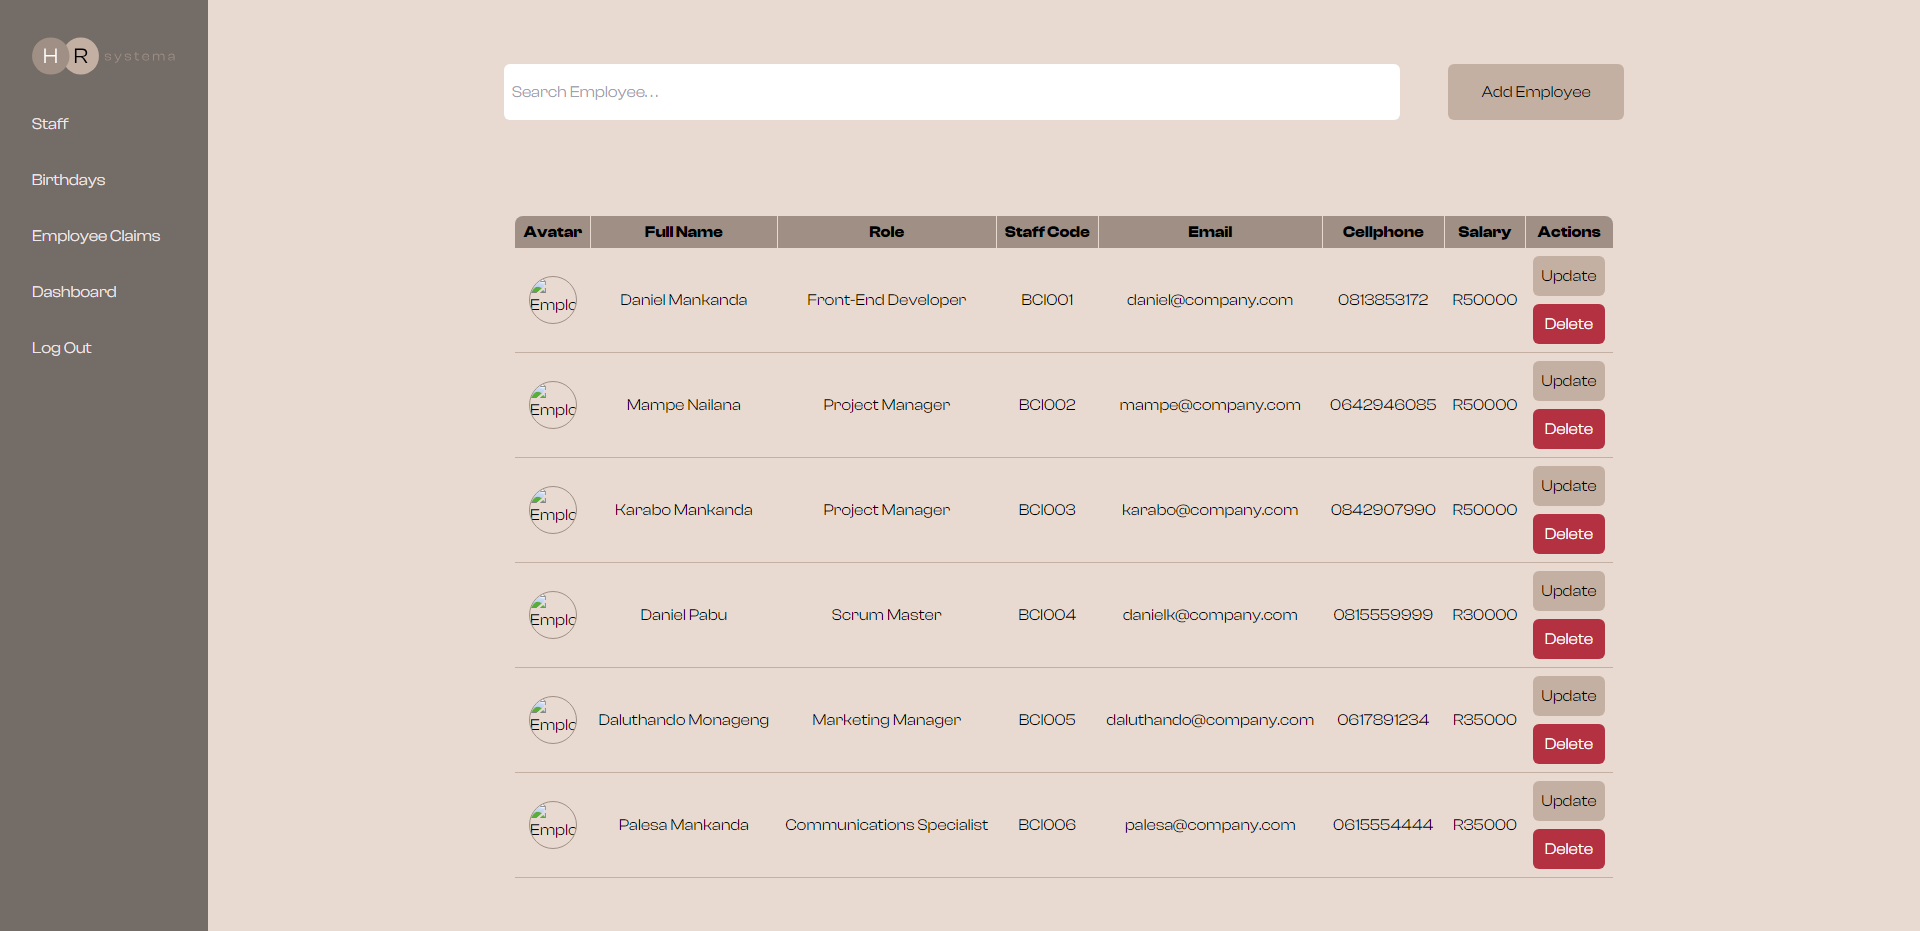 H R systema
Staff
Birthdays
Employee Claims
Dashboard
Log Out
Search Employee...
Add Employee
Avatar Full Name Role Staff Code Email Cellphone Salary Actions
Emplo Daniel Mankanda Front-End Developer BCI001 daniel@company.com 0813853172 R50000 Update
Delete
Emplo Mampe Nailana Project Manager BCI002 mampe@company.com 0642946085 R50000 Update
Delete
Emplo Karabo Mankanda Project Manager BCI003 karabo@company.com 0842907990 R50000 Update
Delete
Emplo Daniel Pabu Scrum Master BCI004 danielk@company.com 0815559999 R30000 Update
Delete
Emplo Daluthando Monageng Marketing Manager BCI005 daluthando@company.com 0617891234 R35000 Update
Delete
Emplo Palesa Mankanda Communications Specialist BCI006 palesa@company.com 0615554444 R35000 Update
Delete